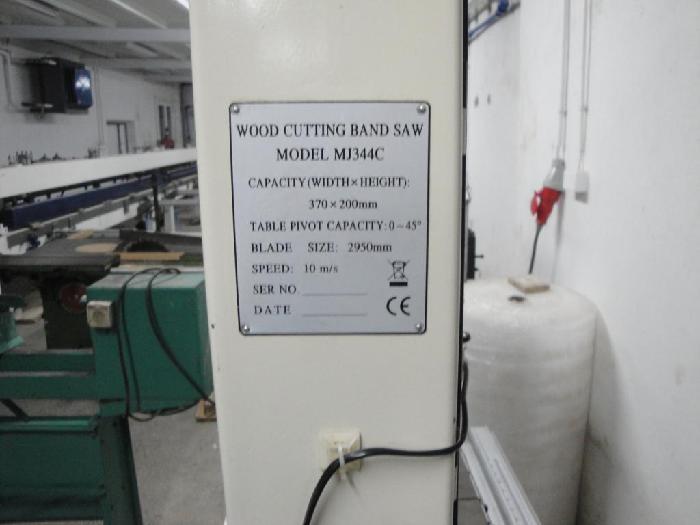 WOOD CUTTING BAND SAW
MODEL MJ344C
CAPACITY(WIDTH×HEIGHT):
370×200mm
TABLE PIVOT CAPACITY:0~45°
BLADE SIZE: 2950mm
SPEED: 10 m/s
SER NO
DATE
CE